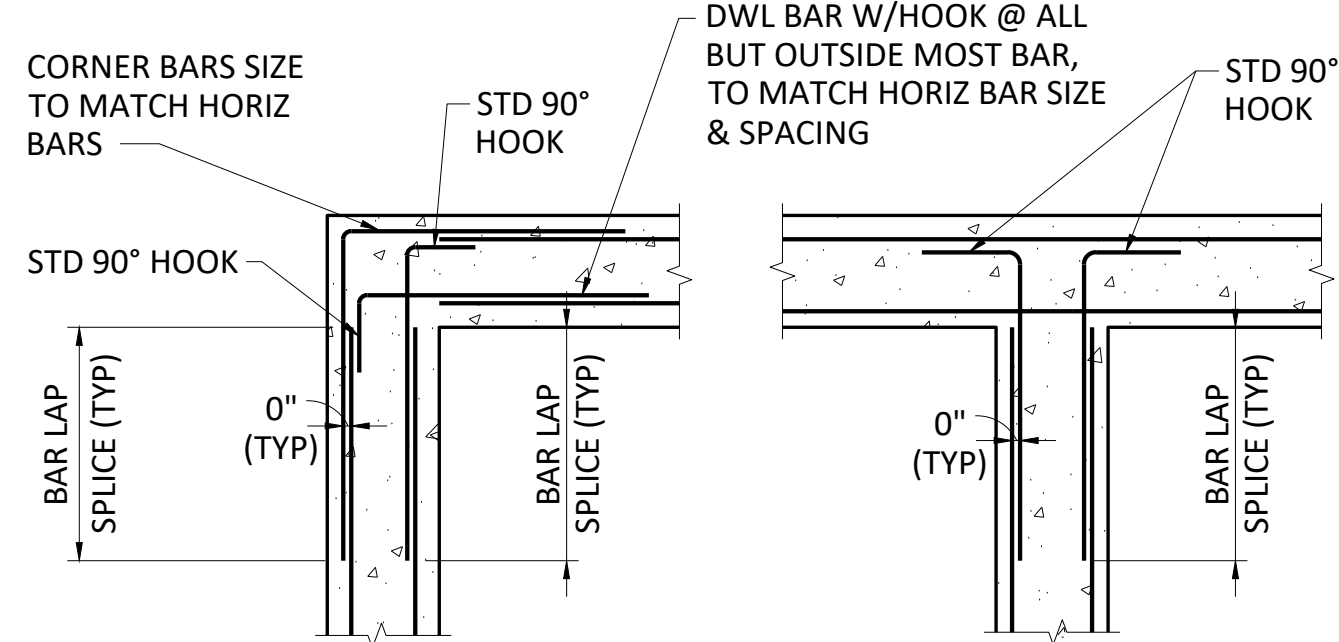 DWL BAR W/HOOK @ ALL
BUT OUTSIDE MOST BAR,
TO MATCH HORIZ BAR SIZE
& SPACING
CORNER BARS SIZE
TO MATCH HORIZ
BARS
STD 90°
HOOK
STD 90°
HOOK
STD 90° HOOK
BAR LAP
SPLICE (TYP)
0"
(TYP)
BAR LAP
SPLICE (TYP)
0"
(TYP)
BAR LAP
SPLICE (TYP)